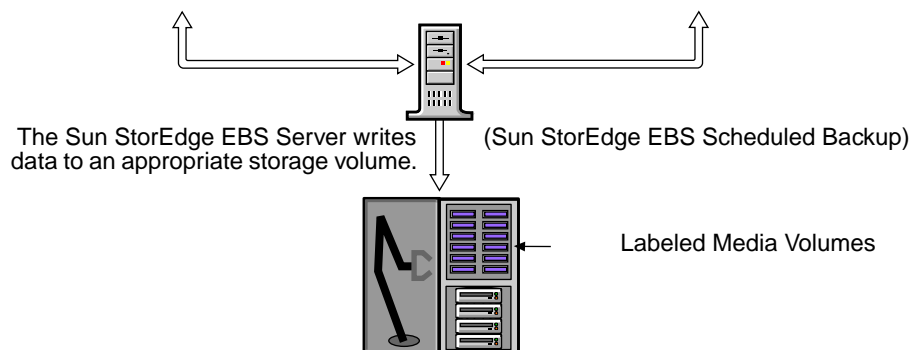 The Sun StorEdge EBS Server writes
data to an appropriate storage volume.
(Sun StorEdge EBS Scheduled Backup)
Labeled Media Volumes